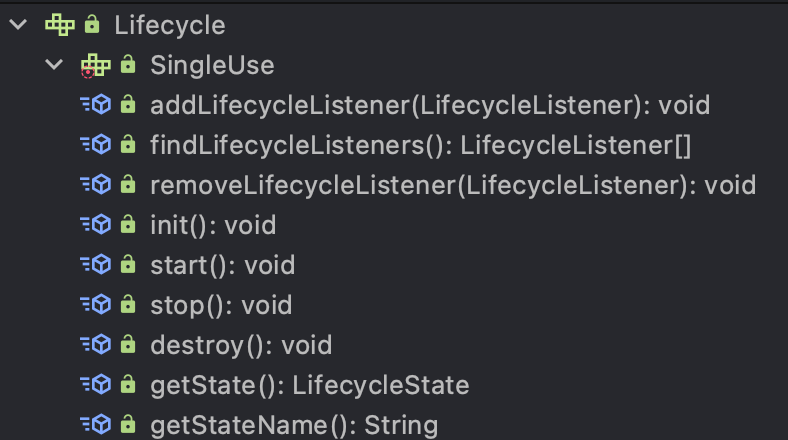 Lifecycle
SingleUse
addLifecycleListener(LifecycleListener): void
findLifecycleListeners(): LifecycleListener[]
removeLifecycleListener(LifecycleListener): void
init(): void
start(): void
stop(): void
destroy(): void
getState(): LifecycleState
getStateName(): String